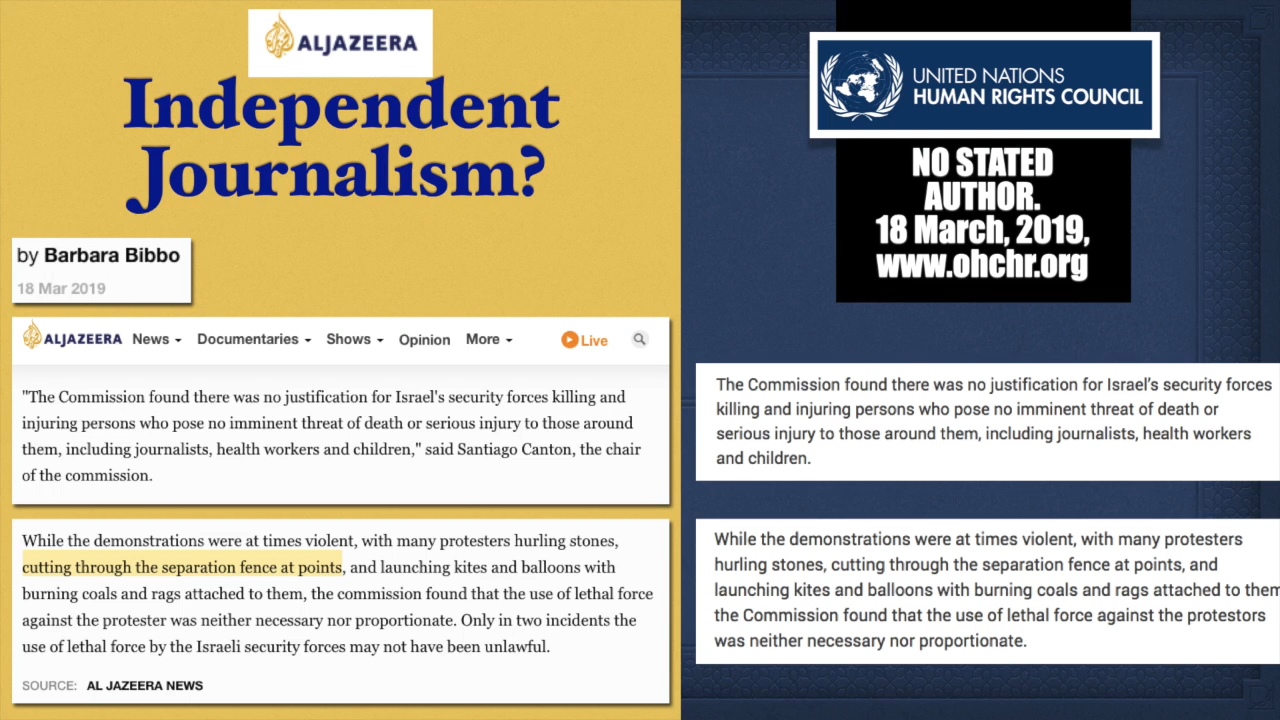 ALJAZEERA
Independent
Journalism?
by Barbara Bibbo
18 Mar 2019
ALJAZEERA News Documentaries Shows Opinion More Live
"The Commission found there was no justification for Israel's security forces killing and
injuring persons who pose no imminent threat of death or serious injury to those around
them, including journalists, health workers and children," said Santiago Canton, the chair
of the commission.
While the demonstrations were at times violent, with many protesters hurling stones,
cutting through the separation fence at points, and launching kites and balloons with
burning coals and rags attached to them, the commission found that the use of lethal force
against the protester was neither necessary nor proportionate. Only in two incidents the
use of lethal force by the Israeli security forces may not have been unlawful.
SOURCE: AL JAZEERA NEWS
UNITED NATIONS
HUMAN RIGHTS COUNCIL
NO STATED
AUTHOR.
18 March, 2019,
www.ohchr.org
The Commission found there was no justification for Israel’s security forces
killing and injuring persons who pose no imminent threat of death or
serious injury to those around them, including journalists, health workers
and children.
While the demonstrations were at times violent, with many protesters
hurling stones, cutting through the separation fence at points, and
launching kites and balloons with burning coals and rags attached to them
the Commission found that the use of lethal force against the protestors
was neither necessary nor proportionate.